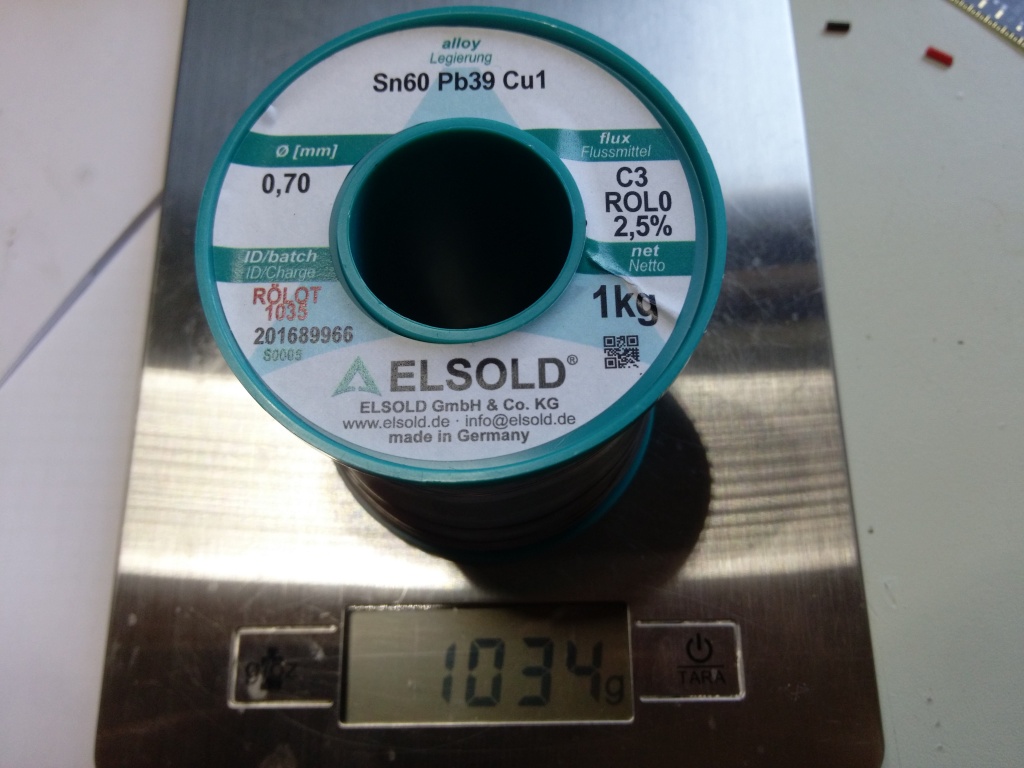 alloy
Legierung
Sn60 Pb39 Cu1
Ø [mm]
0,70
flux
Flussmittel
C3
ROL0
2,5%
ID/batch
ID/Charge
RÖLOT
1035
201689966
S0005
net
Netto
1kg
ELSOLD®
ELSOLD GmbH & Co. KG
www.elsold.de · info@elsold.de
made in Germany
1034g
TARA